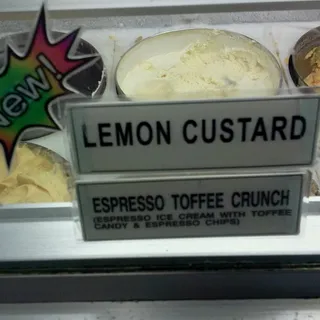 New!
LEMON CUSTARD
ESPRESSO TOFFEE CRUNCH
(ESPRESSO ICE CREAM WITH TOFFEE
CANDY & ESPRESSO CHIPS)